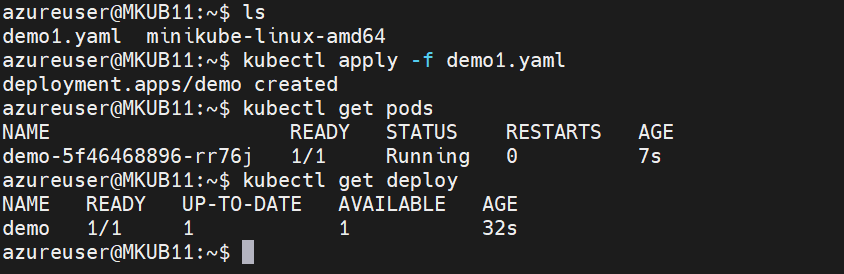 azureuser@MKUB11:~$ ls
demo1.yaml  minikube-linux-amd64
azureuser@MKUB11:~$ kubectl apply -f demo1.yaml
deployment.apps/demo created
azureuser@MKUB11:~$ kubectl get pods
NAME                    READY   STATUS    RESTARTS   AGE
demo-5f46468896-rr76j   1/1     Running   0          7s
azureuser@MKUB11:~$ kubectl get deploy
NAME   READY   UP-TO-DATE   AVAILABLE   AGE
demo   1/1     1            1           32s
azureuser@MKUB11:~$